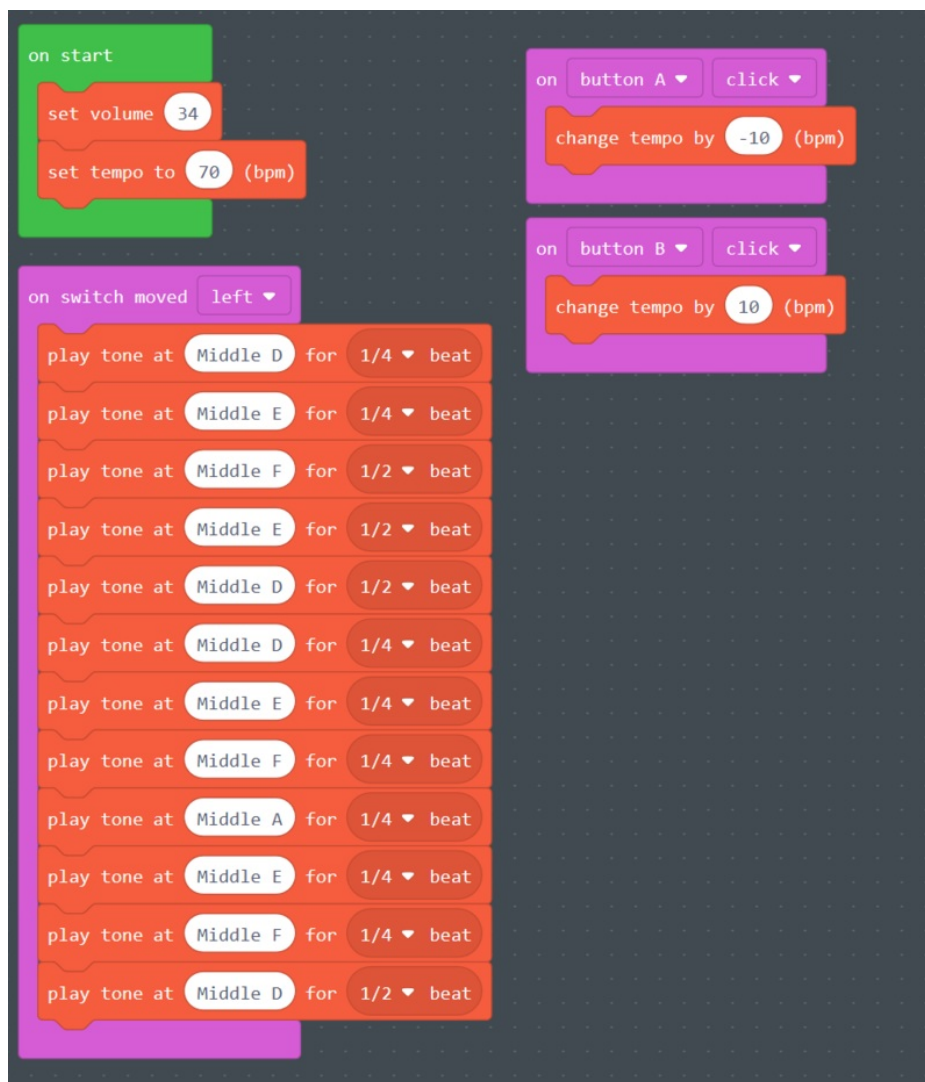 on start
set volume 34
set tempo to 70 (bpm)
on switch moved left
play tone at Middle D for 1/4 beat
play tone at Middle E for 1/4 beat
play tone at Middle F for 1/2 beat
play tone at Middle E for 1/2 beat
play tone at Middle D for 1/2 beat
play tone at Middle D for 1/4 beat
play tone at Middle E for 1/4 beat
play tone at Middle F for 1/4 beat
play tone at Middle A for 1/4 beat
play tone at Middle E for 1/4 beat
play tone at Middle F for 1/4 beat
play tone at Middle D for 1/2 beat
on button A click
change tempo by -10 (bpm)
on button B click
change tempo by 10 (bpm)